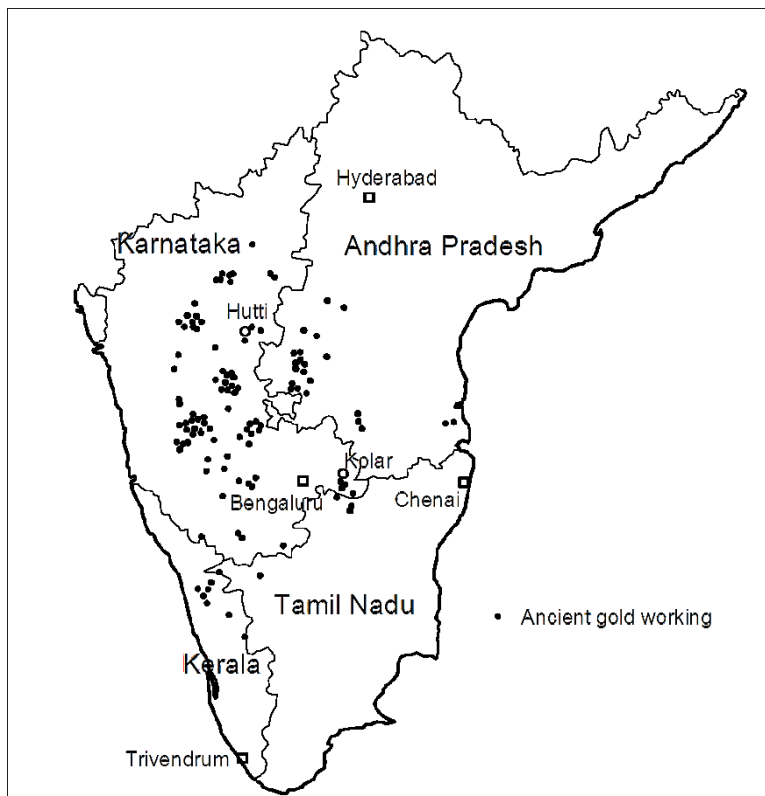 Hyderabad
Karnataka
Andhra Pradesh
Hutti
Kolar
Bengaluru
Chenai
Tamil Nadu
Ancient gold working
Kerala
Trivendrum